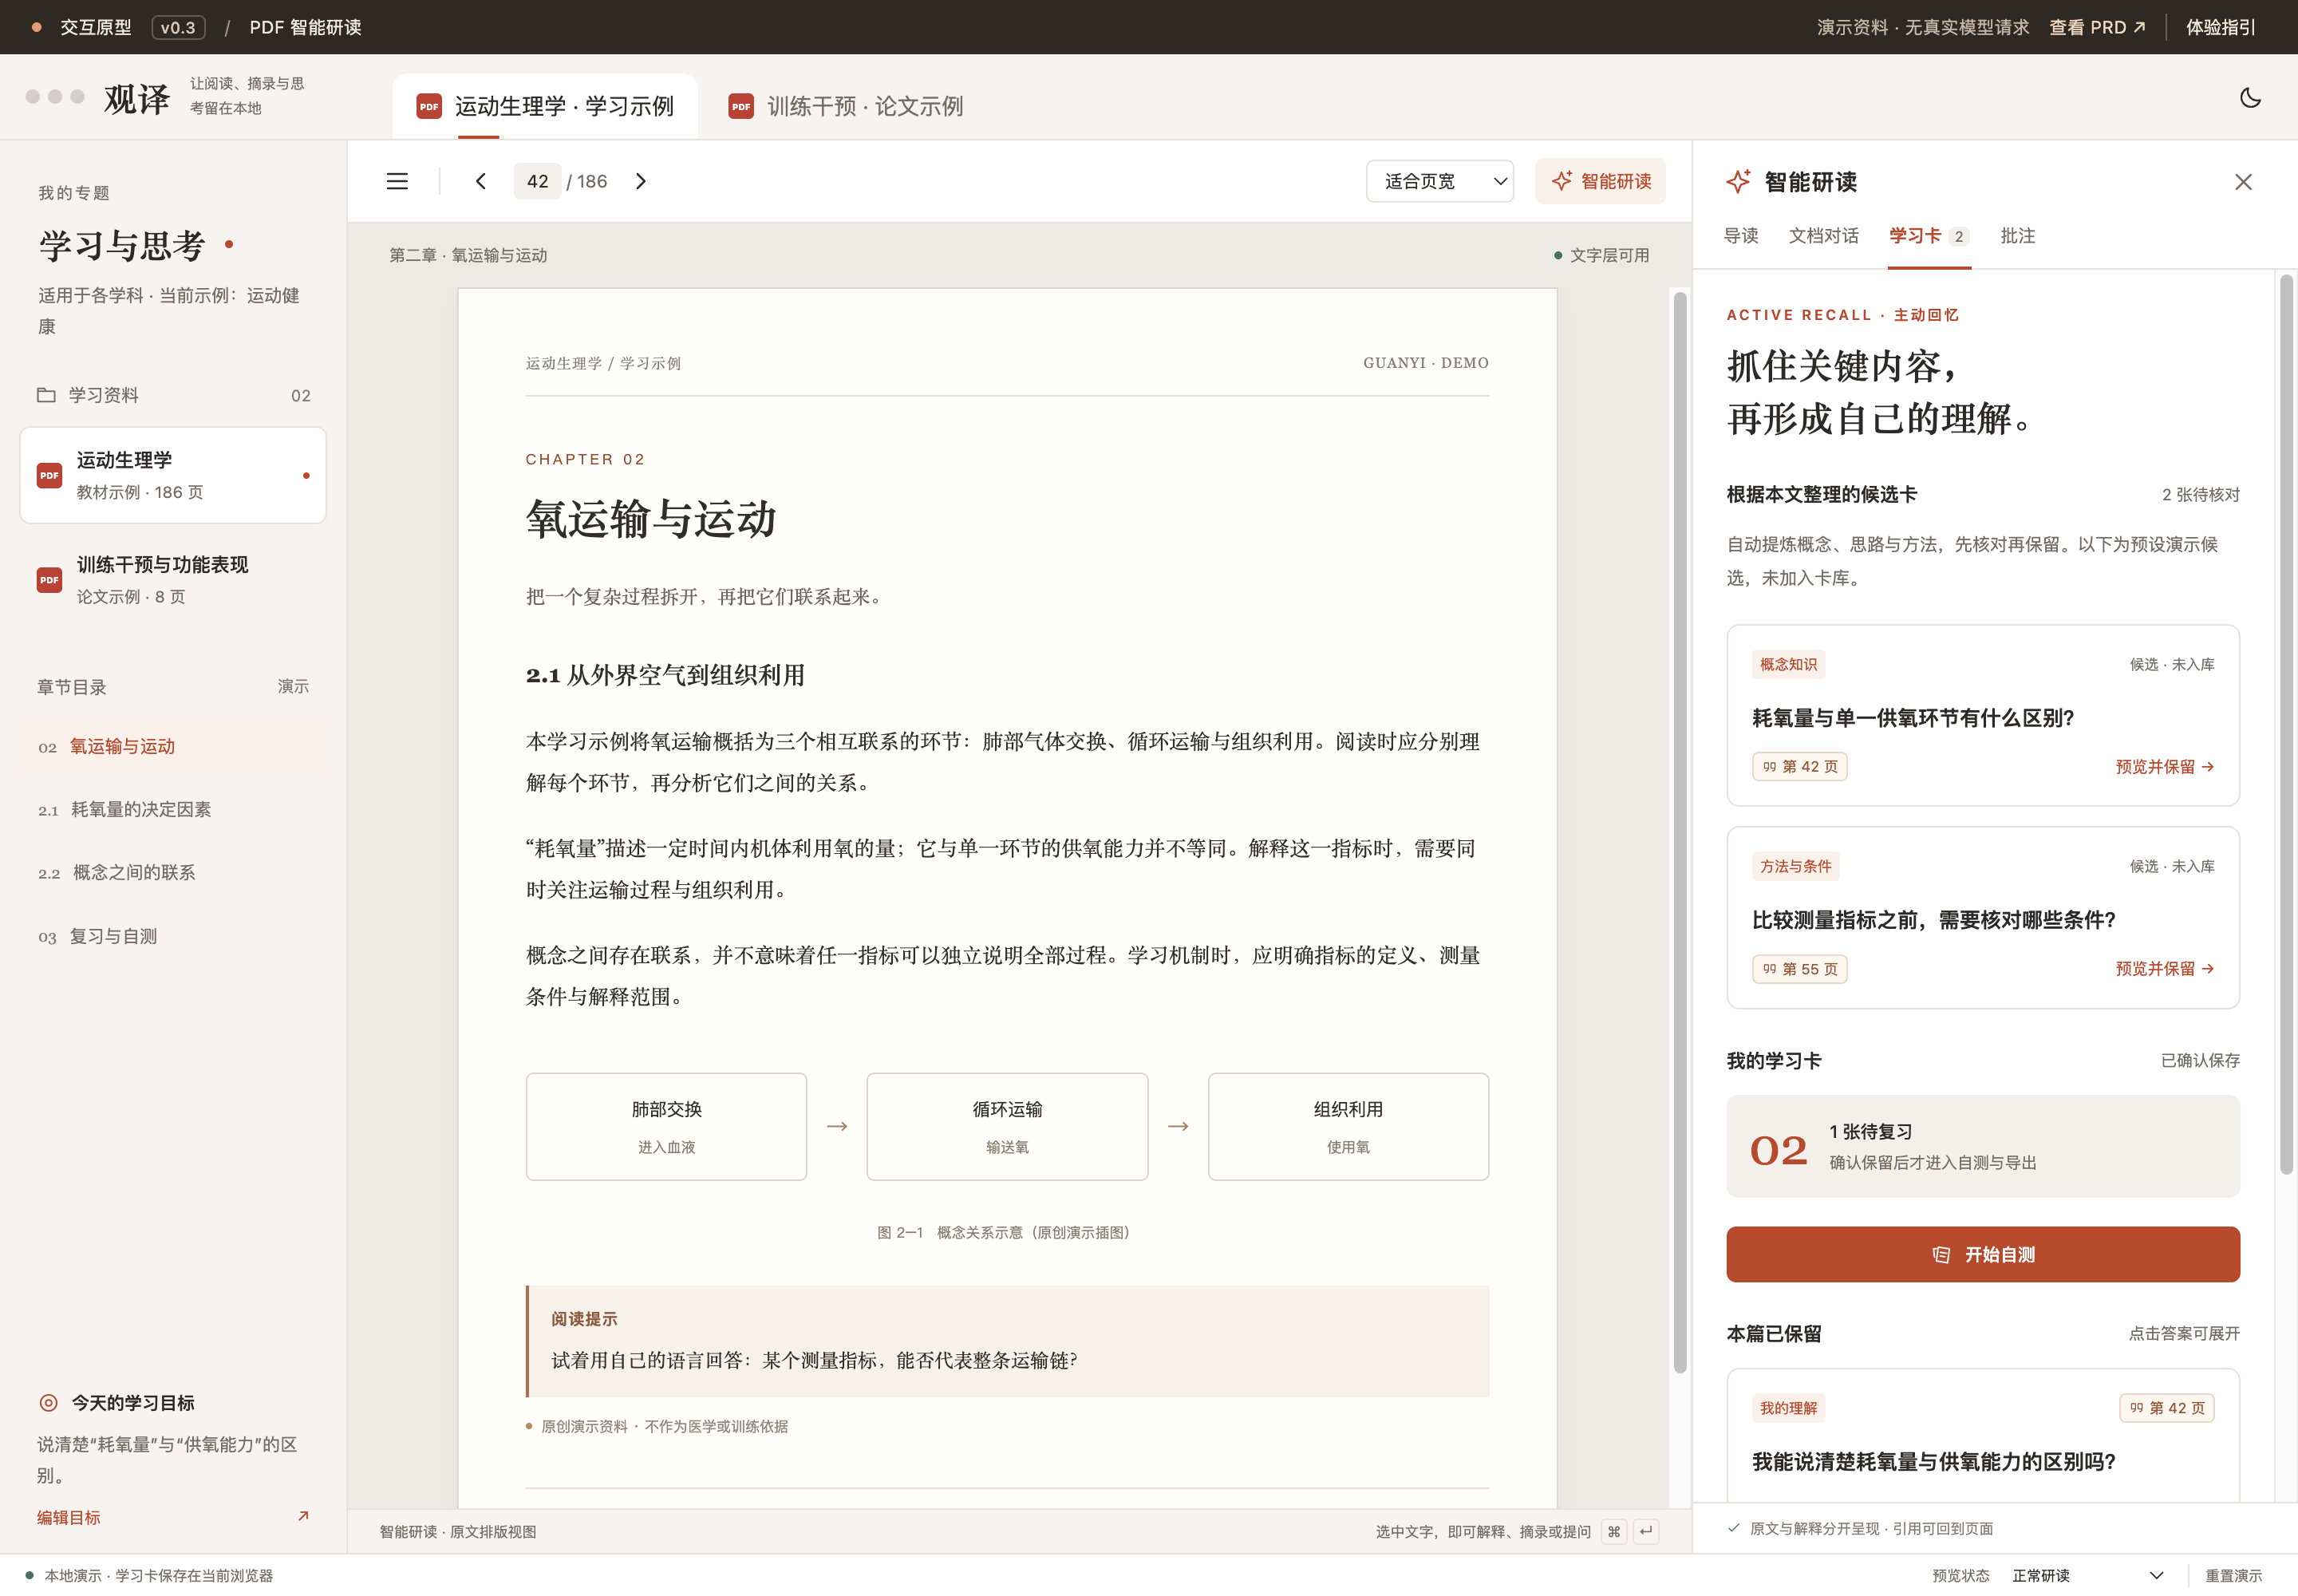 交互原型 v0.3 / PDF 智能研读
演示资料 · 无真实模型请求 查看 PRD ↗ 体验指引
观译
让阅读、摘录与思
考留在本地
PDF 运动生理学 · 学习示例
PDF 训练干预 · 论文示例
我的专题
学习与思考
适用于各学科 · 当前示例：运动健
康
学习资料 02
PDF 运动生理学
教材示例 · 186 页
PDF 训练干预与功能表现
论文示例 · 8 页
章节目录 演示
02 氧运输与运动
2.1 耗氧量的决定因素
2.2 概念之间的联系
03 复习与自测
今天的学习目标
说清楚“耗氧量”与“供氧能力”的区
别。
编辑目标 ↗
42 / 186
适合页宽
智能研读
第二章 · 氧运输与运动
文字层可用
运动生理学 / 学习示例
GUANYI · DEMO
CHAPTER 02
氧运输与运动
把一个复杂过程拆开，再把它们联系起来。
2.1 从外界空气到组织利用
本学习示例将氧运输概括为三个相互联系的环节：肺部气体交换、循环运输与组织利用。阅读时应分别理
解每个环节，再分析它们之间的关系。
“耗氧量”描述一定时间内机体利用氧的量；它与单一环节的供氧能力并不等同。解释这一指标时，需要同
时关注运输过程与组织利用。
概念之间存在联系，并不意味着任一指标可以独立说明全部过程。学习机制时，应明确指标的定义、测量
条件与解释范围。
肺部交换 → 循环运输 → 组织利用
进入血液 输送氧 使用氧
图 2—1 概念关系示意（原创演示插图）
阅读提示
试着用自己的语言回答：某个测量指标，能否代表整条运输链？
原创演示资料 · 不作为医学或训练依据
智能研读 · 原文排版视图
选中文字，即可解释、摘录或提问 ⌘ ↵
智能研读
导读 文档对话 学习卡 2 批注
ACTIVE RECALL · 主动回忆
抓住关键内容，
再形成自己的理解。
根据本文整理的候选卡 2 张待核对
自动提炼概念、思路与方法，先核对再保留。以下为预设演示候
选，未加入卡库。
概念知识 候选 · 未入库
耗氧量与单一供氧环节有什么区别？
第 42 页 预览并保留 →
方法与条件 候选 · 未入库
比较测量指标之前，需要核对哪些条件？
第 55 页 预览并保留 →
我的学习卡 已确认保存
02
1 张待复习
确认保留后才进入自测与导出
开始自测
本篇已保留 点击答案可展开
我的理解 第 42 页
我能说清楚耗氧量与供氧能力的区别吗？
原文与解释分开呈现 · 引用可回到页面
本地演示 · 学习卡保存在当前浏览器
预览状态 正常研读 重置演示